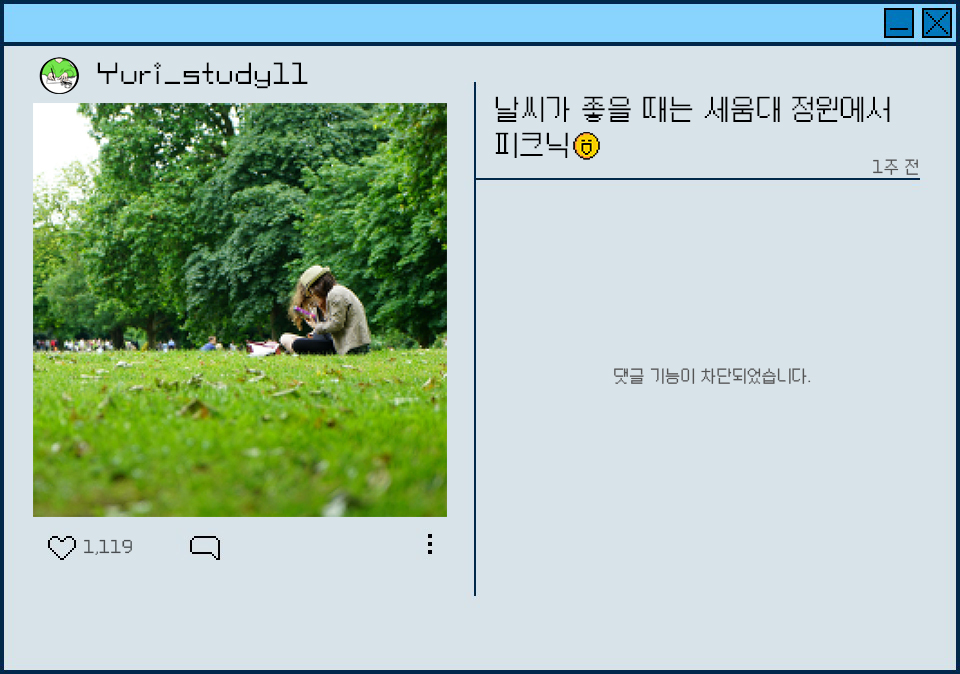 Yuri_study11
날씨가 좋을 때는 세움대 정원에서
피크닉
1주 전
댓글 기능이 차단되었습니다.
1,119